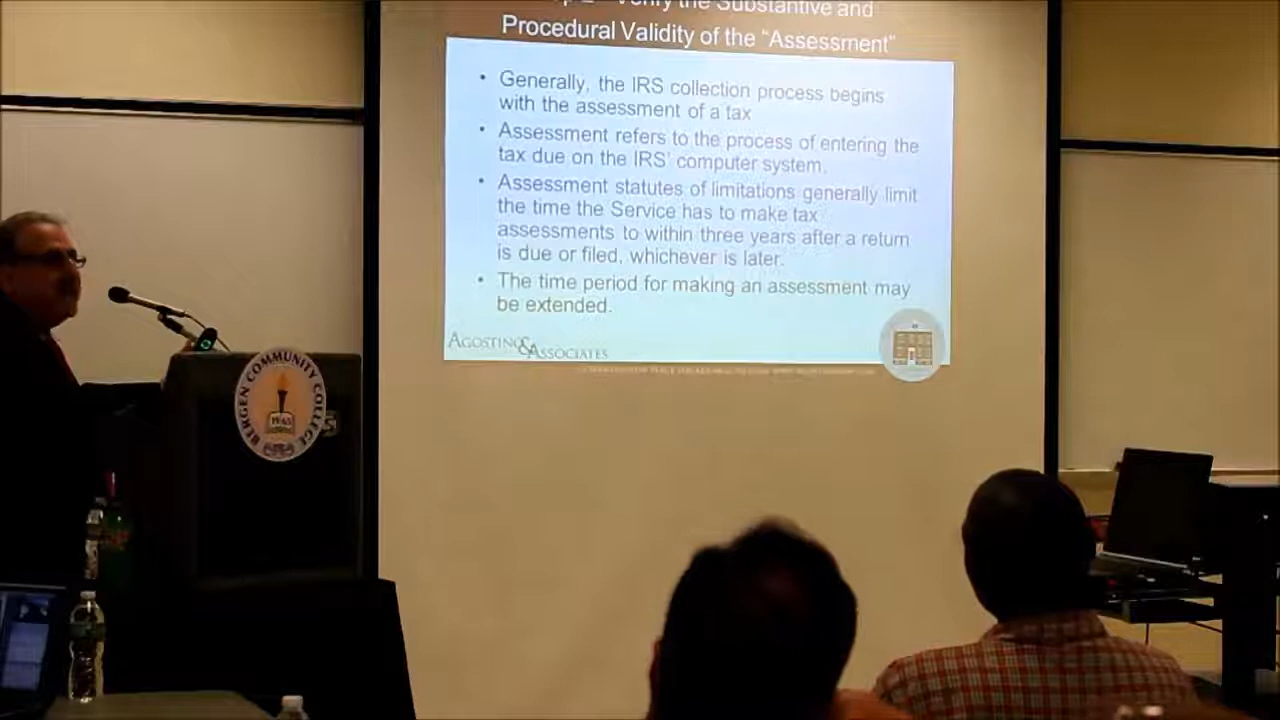 Verify the Substantive and
Procedural Validity of the "Assessment"
• Generally, the IRS collection process begins
with the assessment of a tax
• Assessment refers to the process of entering the
tax due on the IRS' computer system.
• Assessment statutes of limitations generally limit
the time the Service has to make tax
assessments to within three years after a return
is due or filed, whichever is later.
• The time period for making an assessment may
be extended.
AGOSTINO
& ASSOCIATES
BERGEN COMMUNITY COLLEGE
1965